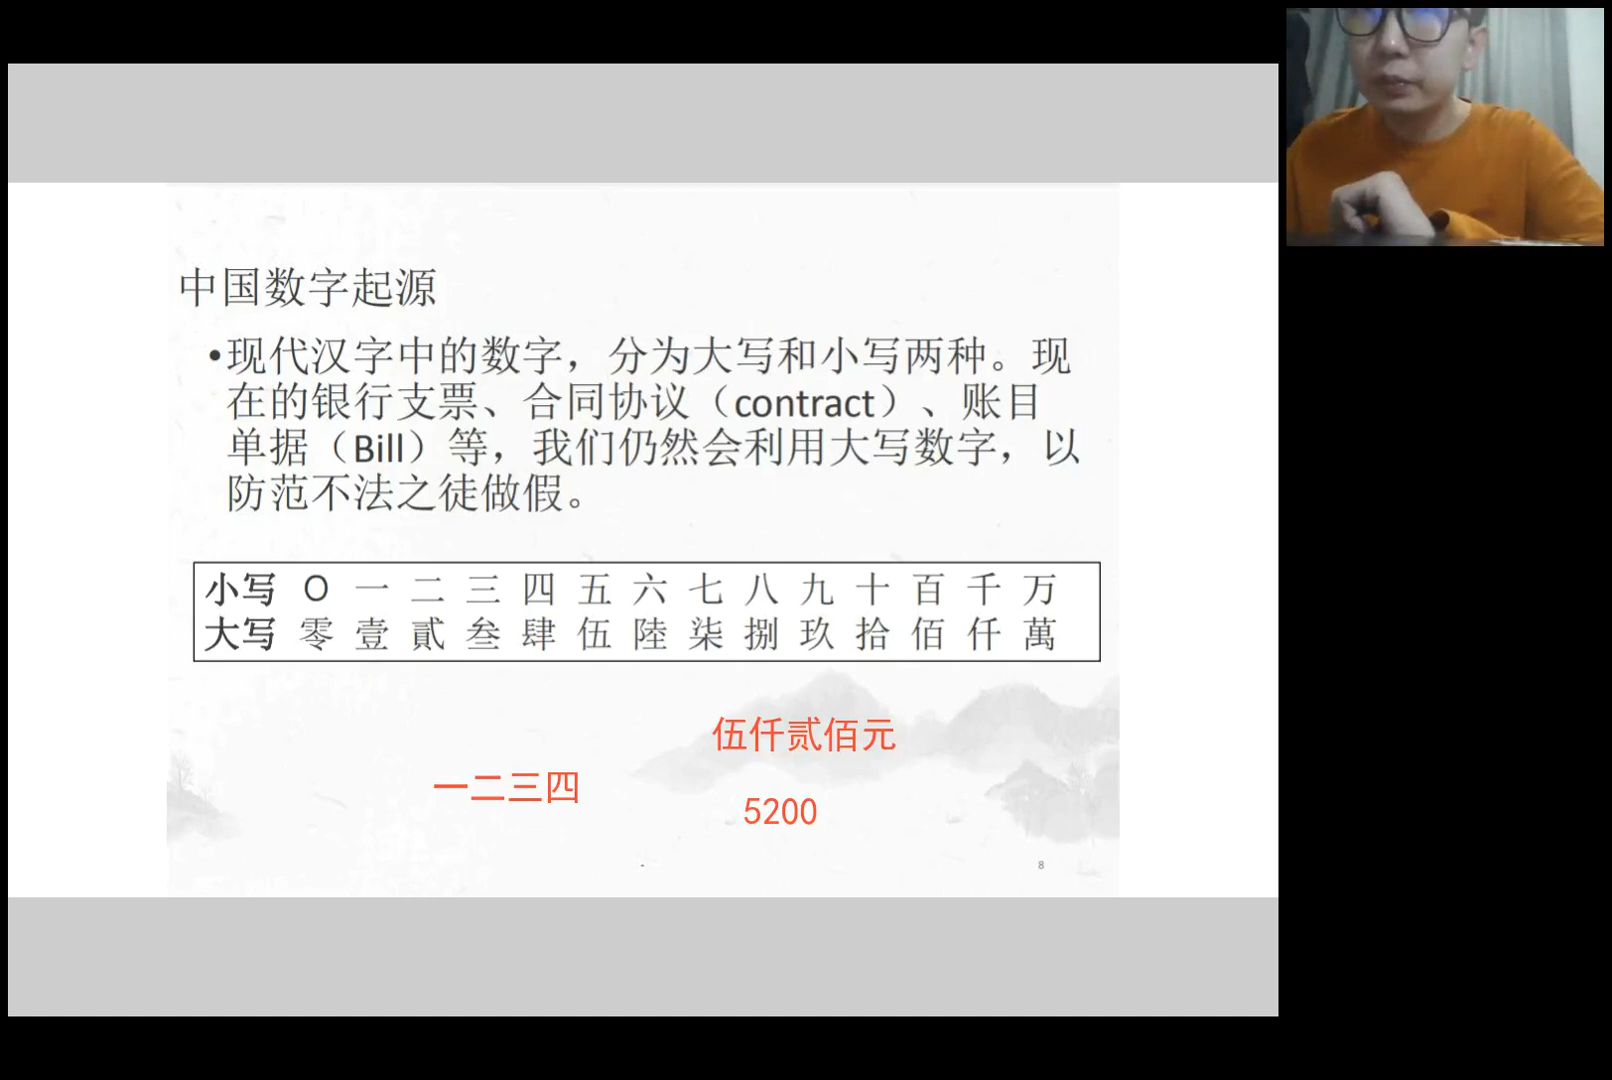 中国数字起源
•现代汉字中的数字，分为大写和小写两种。现
在的银行支票、合同协议（contract）、账目
单据（Bill）等，我们仍然会利用大写数字，以
防范不法之徒做假。
小写 O 一 二 三 四 五 六 七 八 九 十 百 千 万
大写 零 壹 貳 叁 肆 伍 陸 柒 捌 玖 拾 佰 仟 萬
伍仟贰佰元
一二三四
5200
8